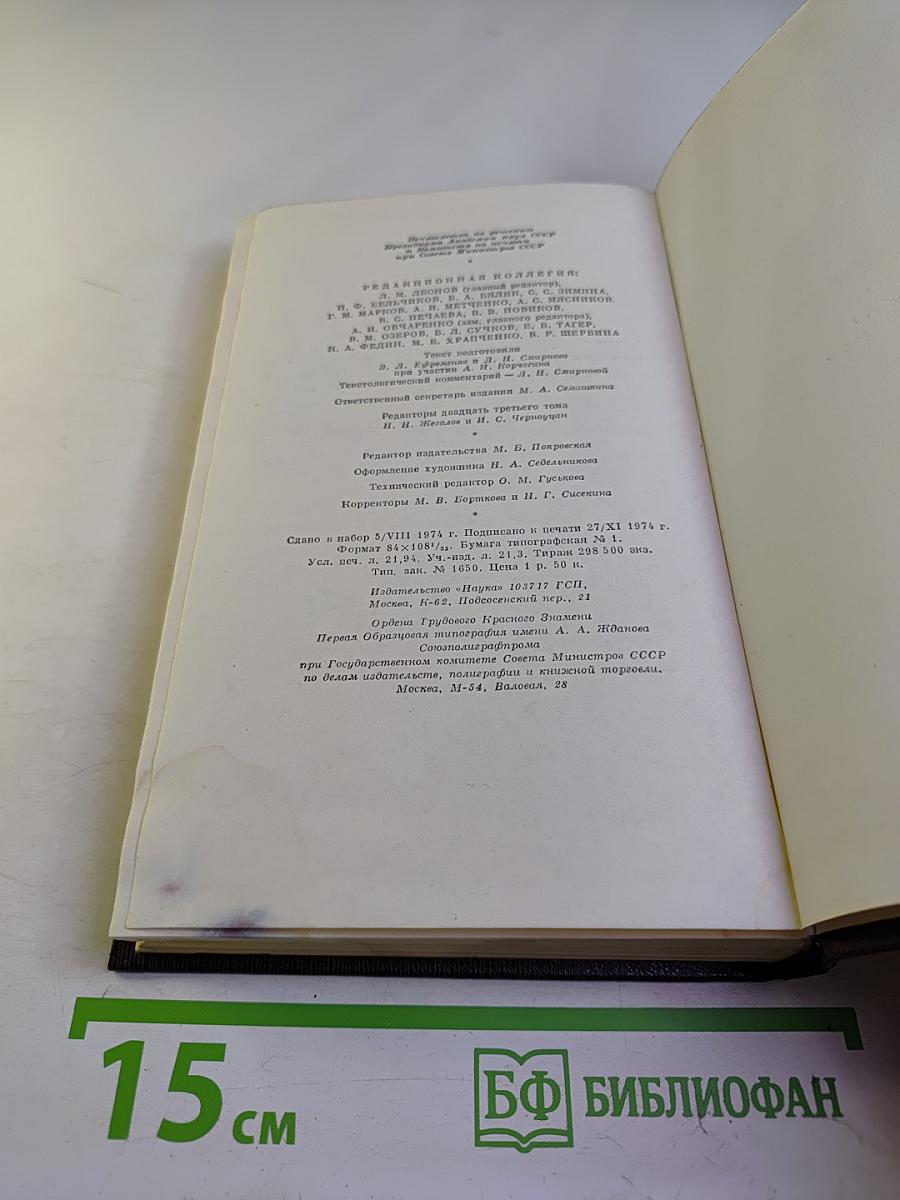 Печатается по решению
Президиума Академии наук СССР
и Комитета по печати
при Совете Министров СССР
*
РЕДАКЦИОННАЯ КОЛЛЕГИЯ:
Л. М. ЛЕОНОВ (главный редактор),
Н. Ф. БЕЛЬЧИКОВ, Б. А. БЯЛИК, С. С. ЗИМИНА,
Г. М. МАРКОВ, А. И. МЕТЧЕНКО, А. С. МЯСНИКОВ,
В. С. НЕЧАЕВА, В. В. НОВИКОВ,
А. И. ОВЧАРЕНКО (зам. главного редактора),
В. М. ОЗЕРОВ, Б. Л. СУЧКОВ, Е. Б. ТАГЕР,
К. А. ФЕДИН, М. Б. ХРАПЧЕНКО, В. Р. ЩЕРБИНА
Текст подготовили
Э. Л. Ефременко и Л. Н. Смирнова
при участии А. И. Корчагина
Текстологический комментарий — Л. Н. Смирновой
Ответственный секретарь издания М. А. Семашкина
Редакторы двадцать третьего тома
Н. Н. Жегалов и И. С. Черноуцан
*
Редактор издательства М. Б. Покровская
Оформление художника Н. А. Седельникова
Технический редактор О. М. Гуськова
Корректоры М. В. Борткова и Н. Г. Сисекина
*
Сдано в набор 5/VIII 1974 г. Подписано к печати 27/XI 1974 г.
Формат 84×108¹/₃₂. Бумага типографская № 1.
Усл. печ. л. 21,94. Уч.-изд. л. 21,3. Тираж 298 500 экз.
Тип. зак. № 1650. Цена 1 р. 50 к.
Издательство «Наука» 103717 ГСП,
Москва, К-62, Подсосенский пер., 21
Ордена Трудового Красного Знамени
Первая Образцовая типография имени А. А. Жданова
Союзполиграфпрома
при Государственном комитете Совета Министров СССР
по делам издательств, полиграфии и книжной торговли.
Москва, М-54, Валовая, 28
15 см
БФ БИБЛИОФАН